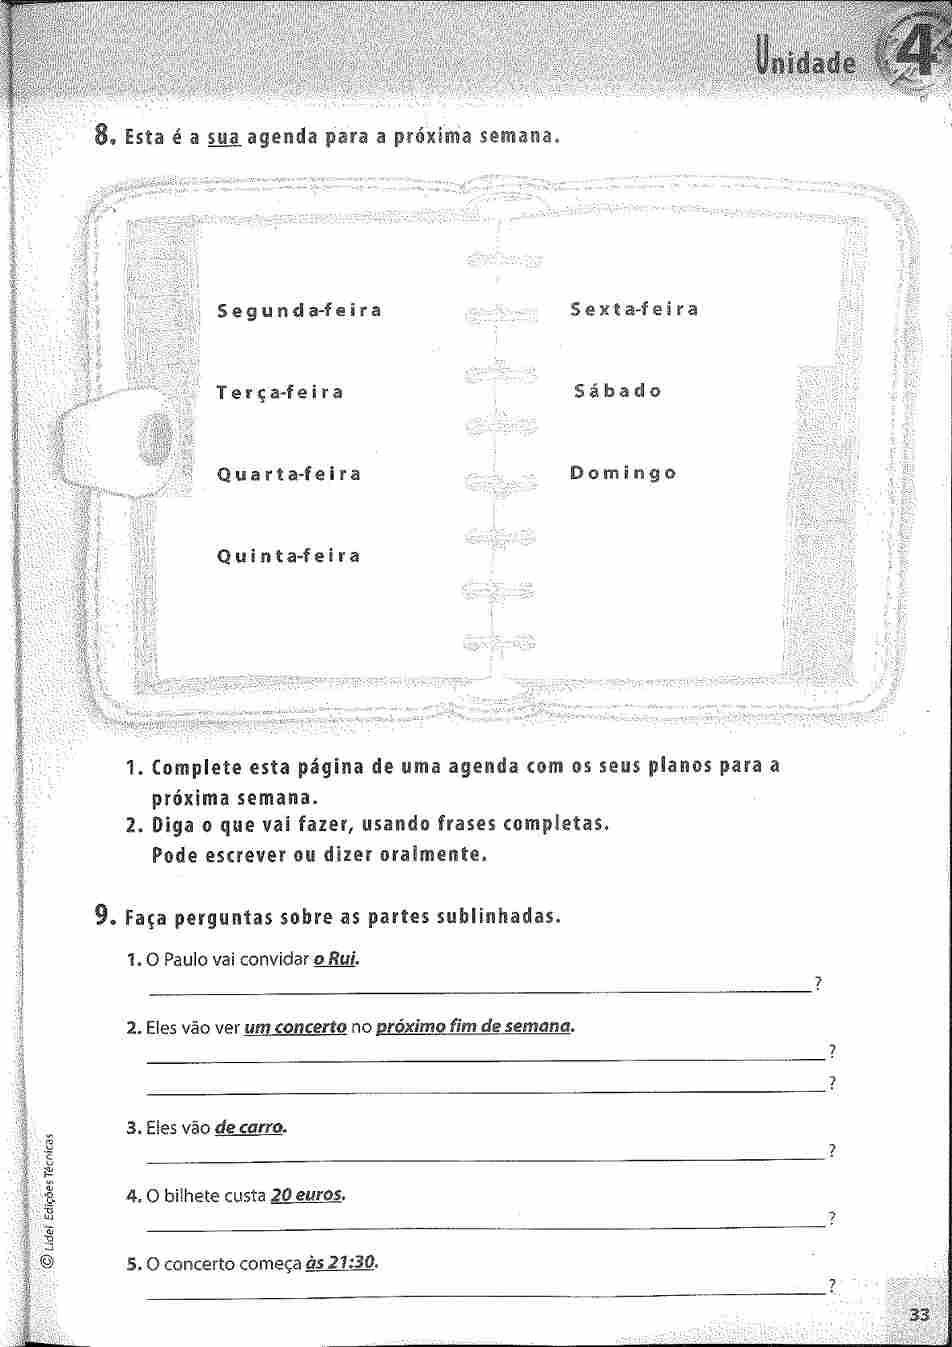 Unidade 4
8. Esta é a sua agenda para a próxima semana.
Segunda-feira
Terça-feira
Quarta-feira
Quinta-feira
Sexta-feira
Sábado
Domingo
1. Complete esta página de uma agenda com os seus planos para a
próxima semana.
2. Diga o que vai fazer, usando frases completas.
Pode escrever ou dizer oralmente.
9. Faça perguntas sobre as partes sublinhadas.
1. O Paulo vai convidar o Rui.
?
2. Eles vão ver um concerto no próximo fim de semana.
?
?
3. Eles vão de carro.
?
4. O bilhete custa 20 euros.
?
5. O concerto começa às 21:30.
?
© Lidel Edições Técnicas
33